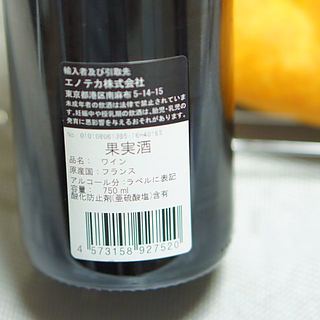 輸入者及び引取先
エノテカ株式会社
東京都港区南麻布5-14-15
未成年者の飲酒は法律で禁止されていま
す。妊娠中や授乳期の飲酒は、胎児・乳児の
発育に悪影響を与えるおそれがあります。
果実酒
品名： ワイン
原産国：フランス
アルコール分：ラベルに表記
容量： 750ml
酸化防止剤(亜硫酸塩)含有
4 573158 927520